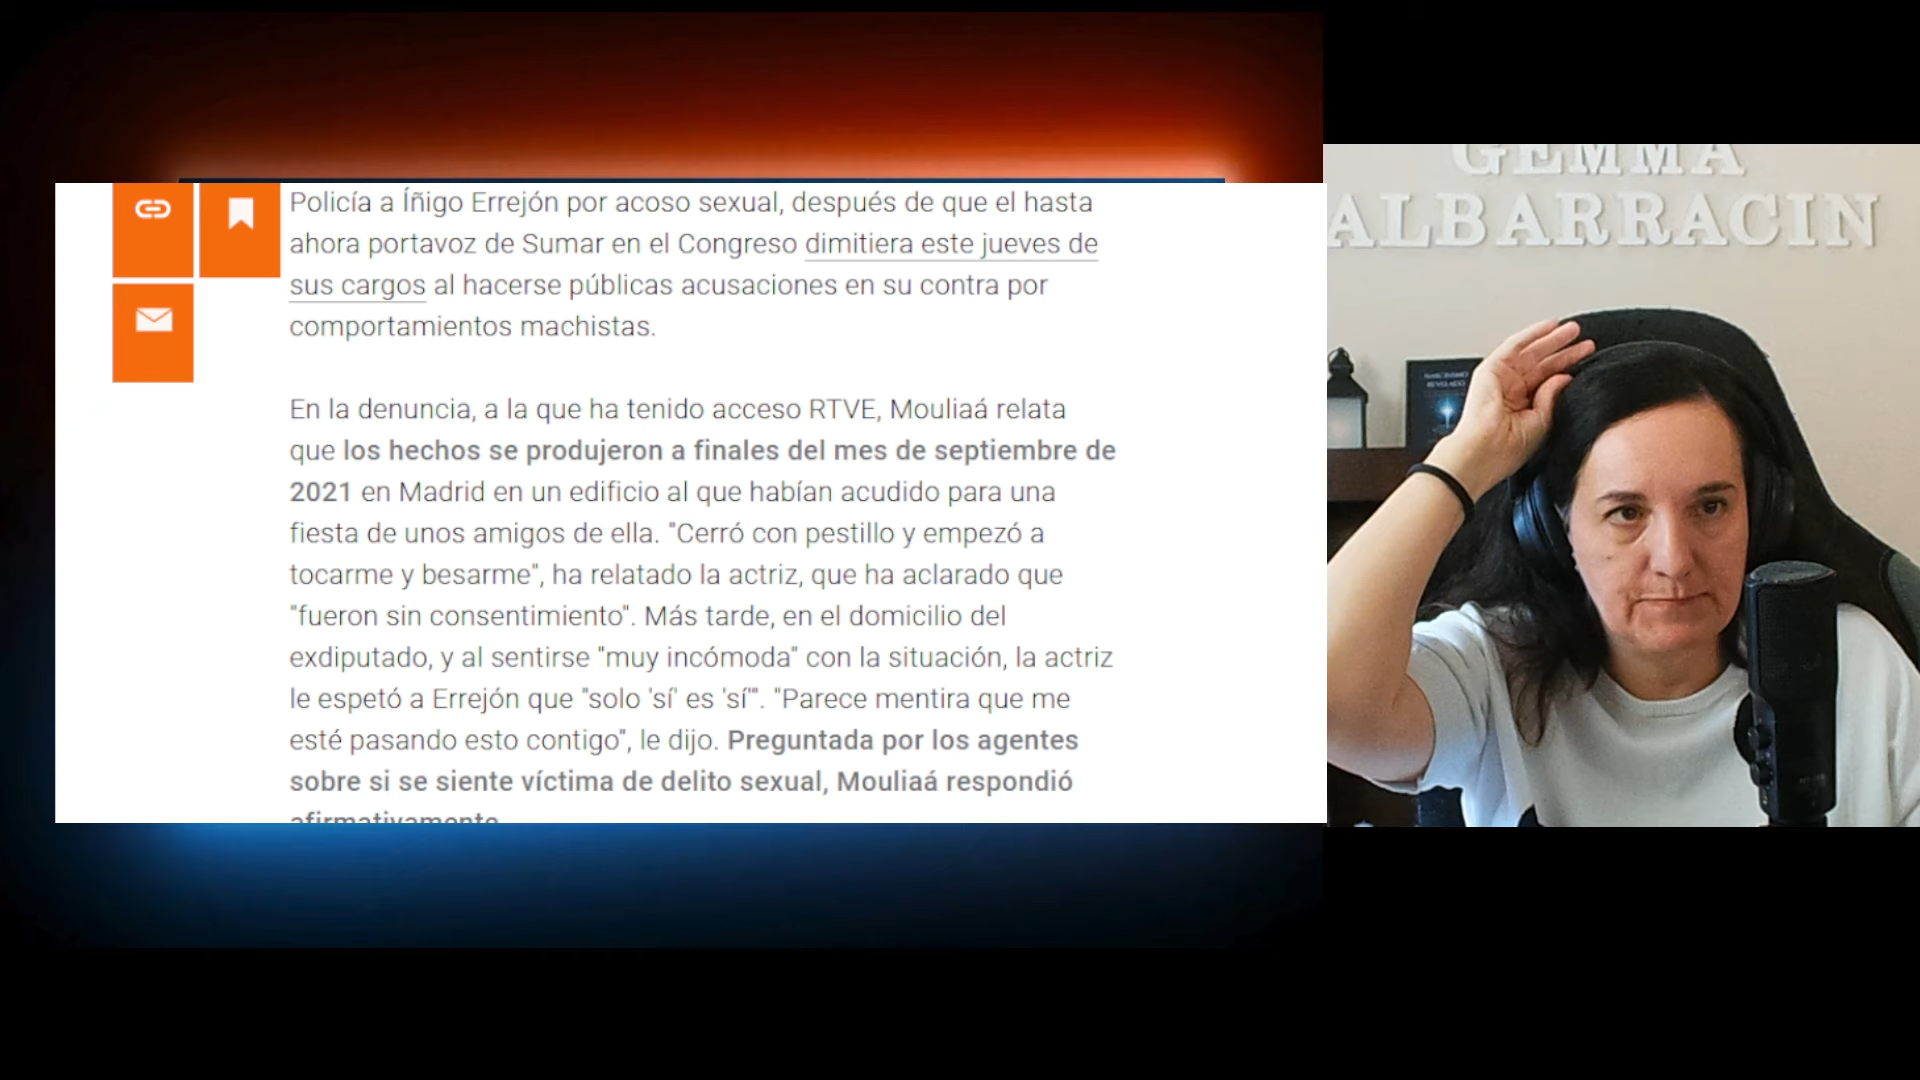 Policía a Íñigo Errejón por acoso sexual, después de que el hasta
ahora portavoz de Sumar en el Congreso dimitiera este jueves de
sus cargos al hacerse públicas acusaciones en su contra por
comportamientos machistas.
En la denuncia, a la que ha tenido acceso RTVE, Mouliaá relata
que los hechos se produjeron a finales del mes de septiembre de
2021 en Madrid en un edificio al que habían acudido para una
fiesta de unos amigos de ella. "Cerró con pestillo y empezó a
tocarme y besarme", ha relatado la actriz, que ha aclarado que
"fueron sin consentimiento". Más tarde, en el domicilio del
exdiputado, y al sentirse "muy incómoda" con la situación, la actriz
le espetó a Errejón que "solo 'sí' es 'sí'". "Parece mentira que me
esté pasando esto contigo", le dijo. Preguntada por los agentes
sobre si se siente víctima de delito sexual, Mouliaá respondió
afirmativamente.
GEMMA
ALBARRACIN